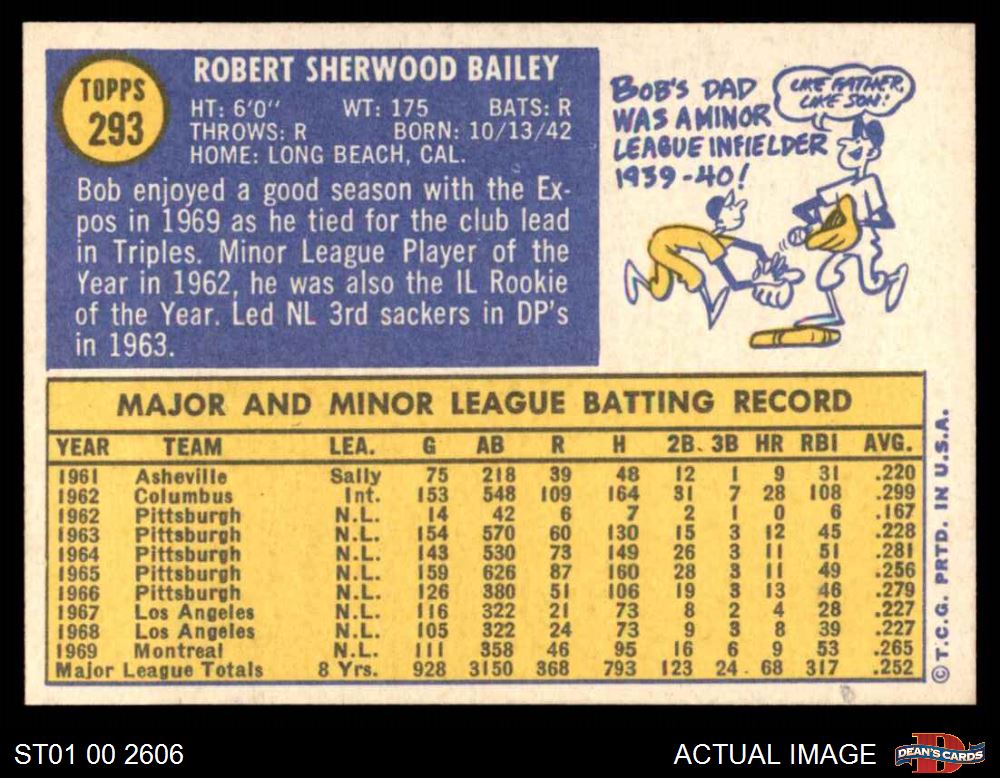 TOPPS
293
ROBERT SHERWOOD BAILEY
HT: 6'0" WT: 175 BATS: R
THROWS: R BORN: 10/13/42
HOME: LONG BEACH, CAL.
Bob enjoyed a good season with the Ex-
pos in 1969 as he tied for the club lead
in Triples. Minor League Player of the
Year in 1962, he was also the IL Rookie
of the Year. Led NL 3rd sackers in DP's
in 1963.
BOB'S DAD
WAS A MINOR
LEAGUE INFIELDER
1939-40!
LIKE FATHER,
LIKE SON!
MAJOR AND MINOR LEAGUE BATTING RECORD
YEAR TEAM LEA. G AB R H 2B 3B HR RBI AVG.
1961 Asheville Sally 75 218 39 48 12 1 9 31 .220
1962 Columbus Int. 153 548 109 164 31 7 28 108 .299
1962 Pittsburgh N.L. 14 42 6 7 2 1 0 6 .167
1963 Pittsburgh N.L. 154 570 60 130 15 3 12 45 .228
1964 Pittsburgh N.L. 143 530 73 149 26 3 11 51 .281
1965 Pittsburgh N.L. 159 626 87 160 28 3 11 49 .256
1966 Pittsburgh N.L. 126 380 51 106 19 3 13 46 .279
1967 Los Angeles N.L. 116 322 21 73 8 2 4 28 .227
1968 Los Angeles N.L. 105 322 24 73 9 3 8 39 .227
1969 Montreal N.L. 111 358 46 95 16 6 9 53 .265
Major League Totals 8 Yrs. 928 3150 368 793 123 24 68 317 .252
© T.C.G. PRTD. IN U.S.A.
ST01 00 2606
ACTUAL IMAGE
D
DEAN'S CARDS